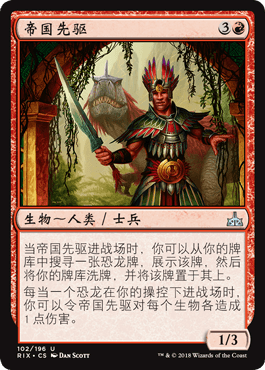 帝国先驱 3
生物～人类／士兵
当帝国先驱进战场时，你可以从你的牌
库中搜寻一张恐龙牌，展示该牌，然后
将你的牌库洗牌，并将该牌置于其上。
每当一个恐龙在你的操控下进战场时，
你可以令帝国先驱对每个生物各造成
1点伤害。
1/3
102/196 U
RIX • CS DAN SCOTT
™ & © 2018 Wizards of the Coast